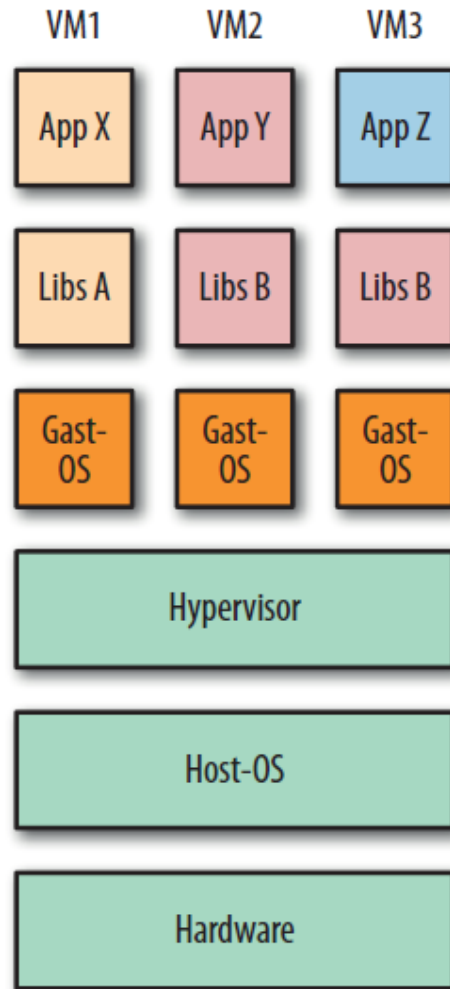 VM1 VM2 VM3
App X App Y App Z
Libs A Libs B Libs B
Gast- Gast- Gast-
OS OS OS
Hypervisor
Host-OS
Hardware